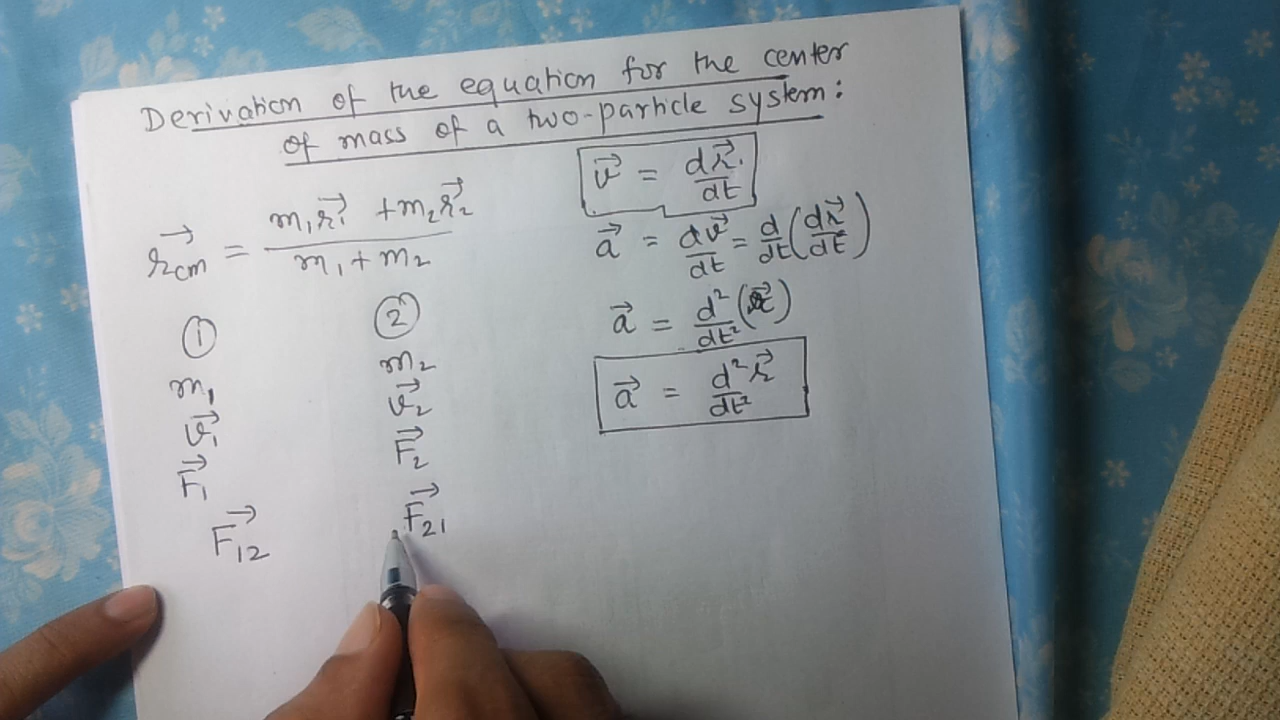 Derivation of the equation for the center
of mass of a two-particle system:
r⃗cm = (m₁r⃗₁ + m₂r⃗₂) / (m₁ + m₂)
① ②
m₁ m₂
v⃗₁ v⃗₂
F⃗₁ F⃗₂
F⃗₁₂ F⃗₂₁
v⃗ = dr⃗/dt
a⃗ = dv⃗/dt = d/dt (dr⃗/dt)
a⃗ = d²/dt² (r⃗)
a⃗ = d²r⃗/dt²